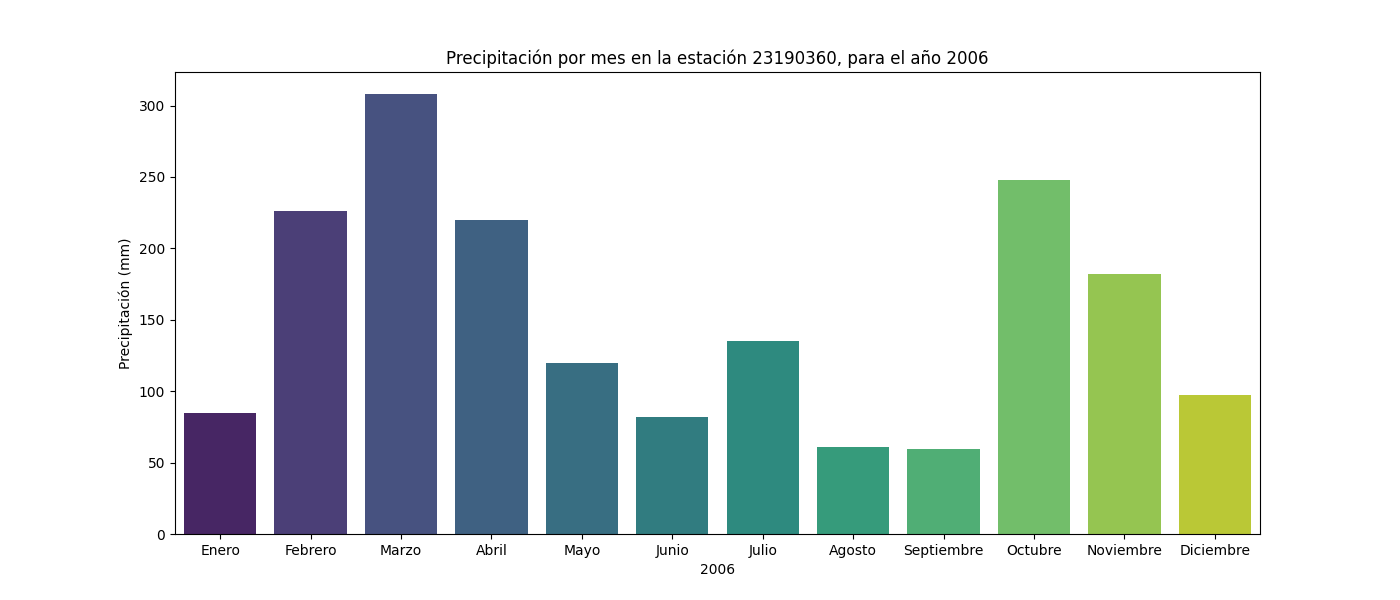 Precipitación por mes en la estación 23190360, para el año 2006
Precipitación (mm)
300
250
200
150
100
50
0
Enero Febrero Marzo Abril Mayo Junio Julio Agosto Septiembre Octubre Noviembre Diciembre
2006